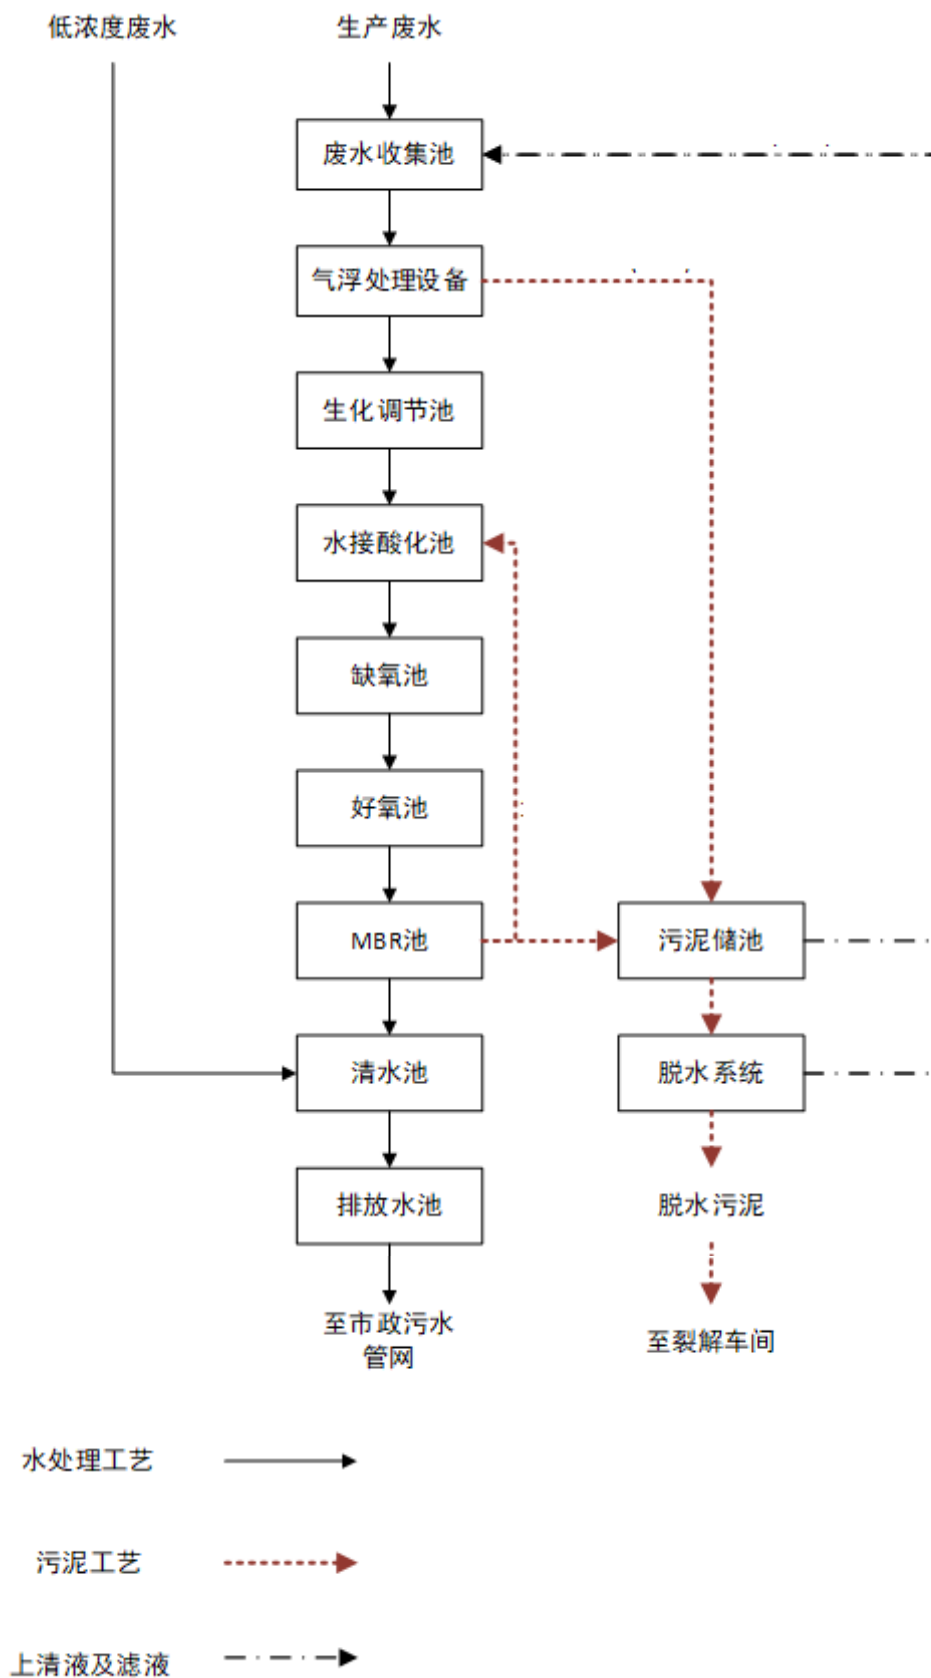 低浓度废水
生产废水
废水收集池
气浮处理设备
生化调节池
水接酸化池
缺氧池
好氧池
MBR池
污泥储池
清水池
脱水系统
排放水池
脱水污泥
至市政污水
管网
至裂解车间
水处理工艺
污泥工艺
上清液及滤液